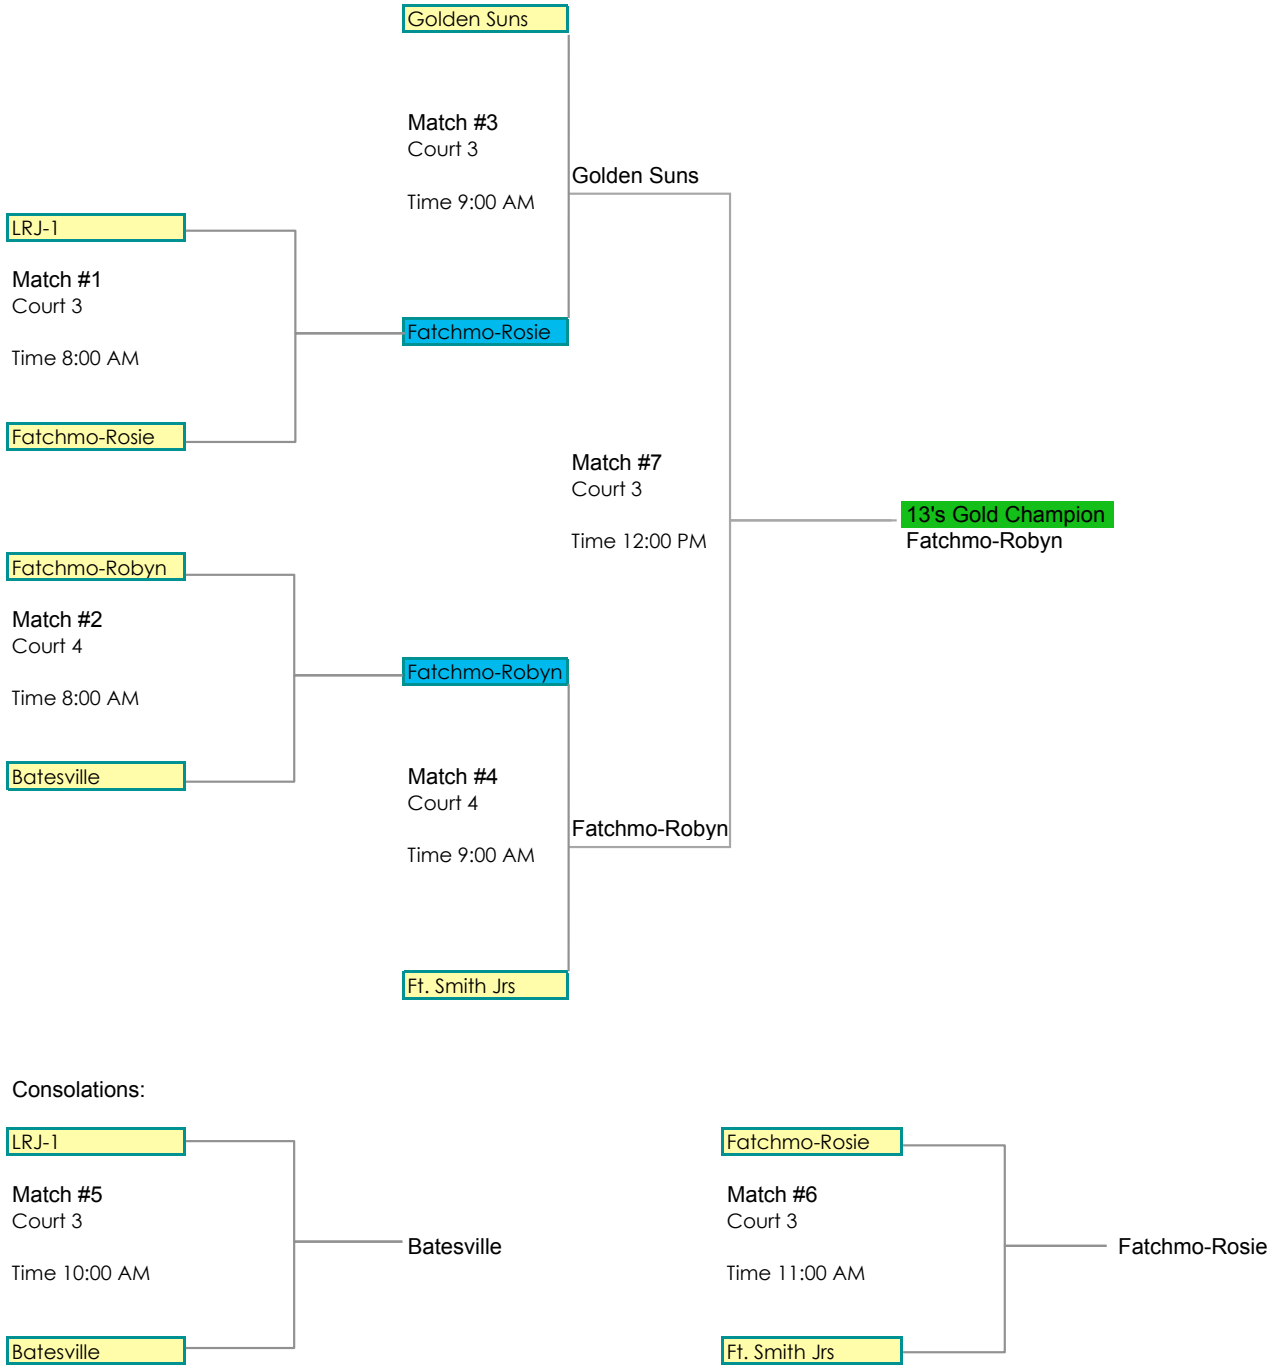 Golden Suns
Match #3
Court 3
Time 9:00 AM
Golden Suns
LRJ-1
Match #1
Court 3
Time 8:00 AM
Fatchmo-Rosie
Fatchmo-Rosie
Match #7
Court 3
Time 12:00 PM
13's Gold Champion
Fatchmo-Robyn
Fatchmo-Robyn
Match #2
Court 4
Time 8:00 AM
Fatchmo-Robyn
Batesville
Match #4
Court 4
Time 9:00 AM
Fatchmo-Robyn
Ft. Smith Jrs
Consolations:
LRJ-1
Match #5
Court 3
Time 10:00 AM
Batesville
Batesville
Fatchmo-Rosie
Match #6
Court 3
Time 11:00 AM
Fatchmo-Rosie
Ft. Smith Jrs